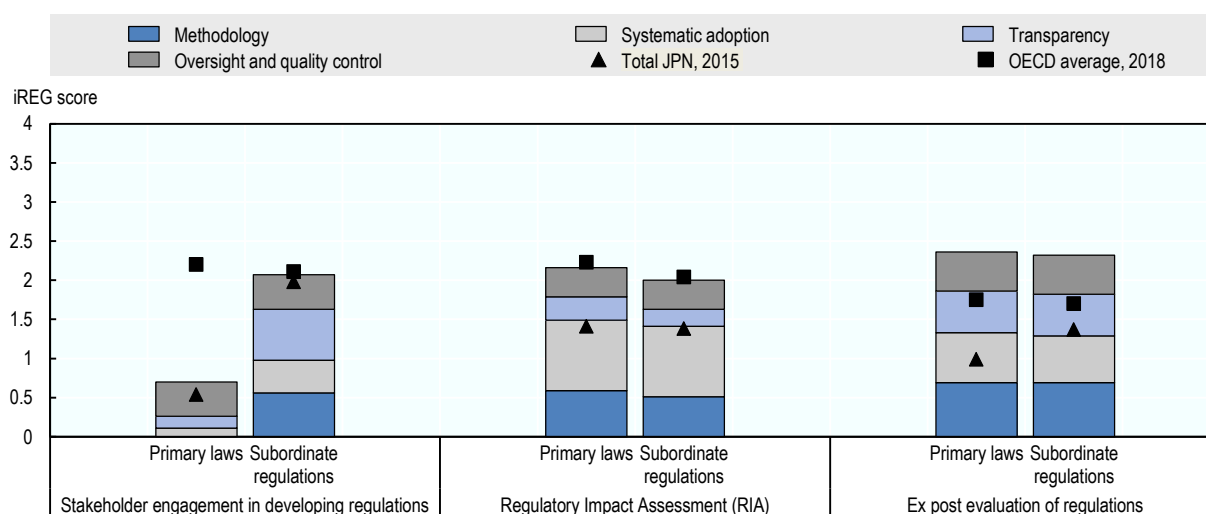 Methodology
Systematic adoption
Transparency
Oversight and quality control
Total JPN, 2015
OECD average, 2018
iREG score
4
3.5
3
2.5
2
1.5
1
0.5
0
Primary laws Subordinate
regulations
Primary laws Subordinate
regulations
Primary laws Subordinate
regulations
Stakeholder engagement in developing regulations
Regulatory Impact Assessment (RIA)
Ex post evaluation of regulations